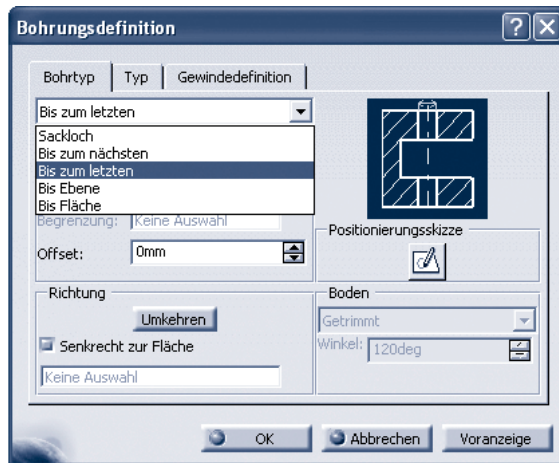 Bohrungsdefinition
Bohrtyp Typ Gewindedefinition
Bis zum letzten
Sackloch
Bis zum nächsten
Bis zum letzten
Bis Ebene
Bis Fläche
Begrenzung: Keine Auswahl
Offset: 0mm
Positionierungsskizze
Richtung
Umkehren
Senkrecht zur Fläche
Keine Auswahl
Boden
Getrimmt
Winkel: 120deg
OK Abbrechen Voranzeige